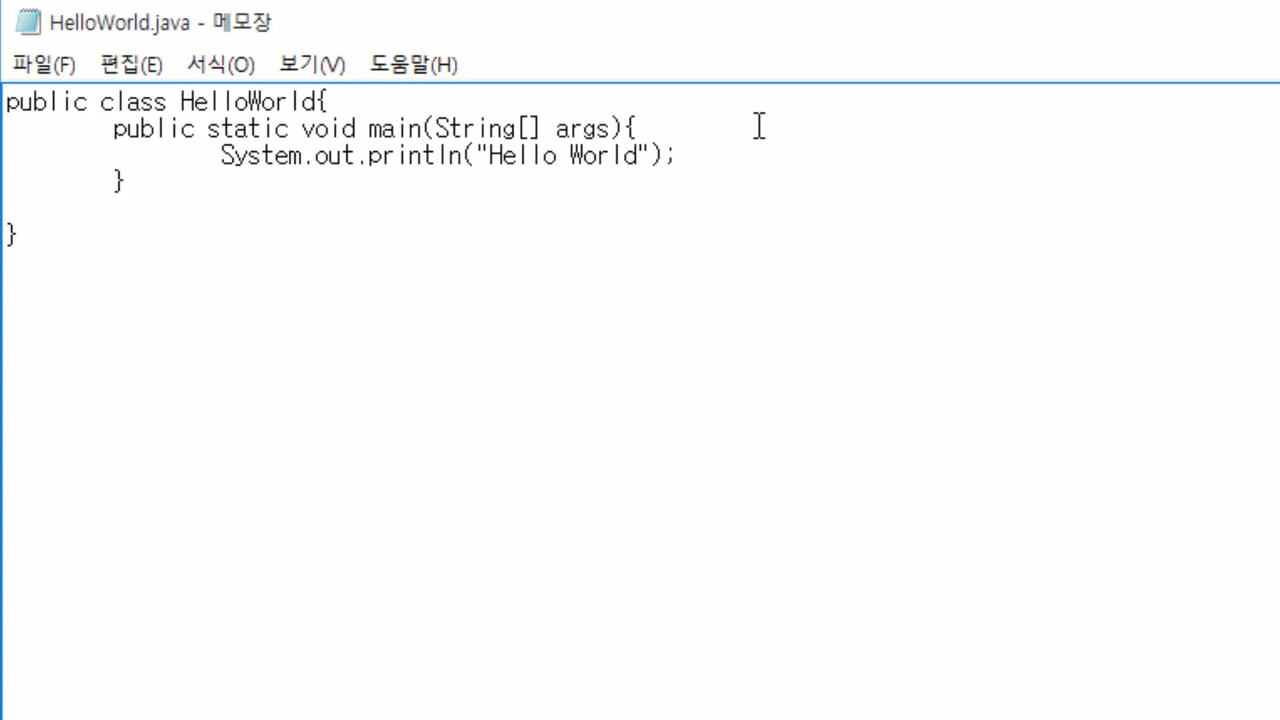 HelloWorld.java - 메모장
파일(F) 편집(E) 서식(O) 보기(V) 도움말(H)
public class HelloWorld{
public static void main(String[] args){
System.out.println("Hello World");
}
}